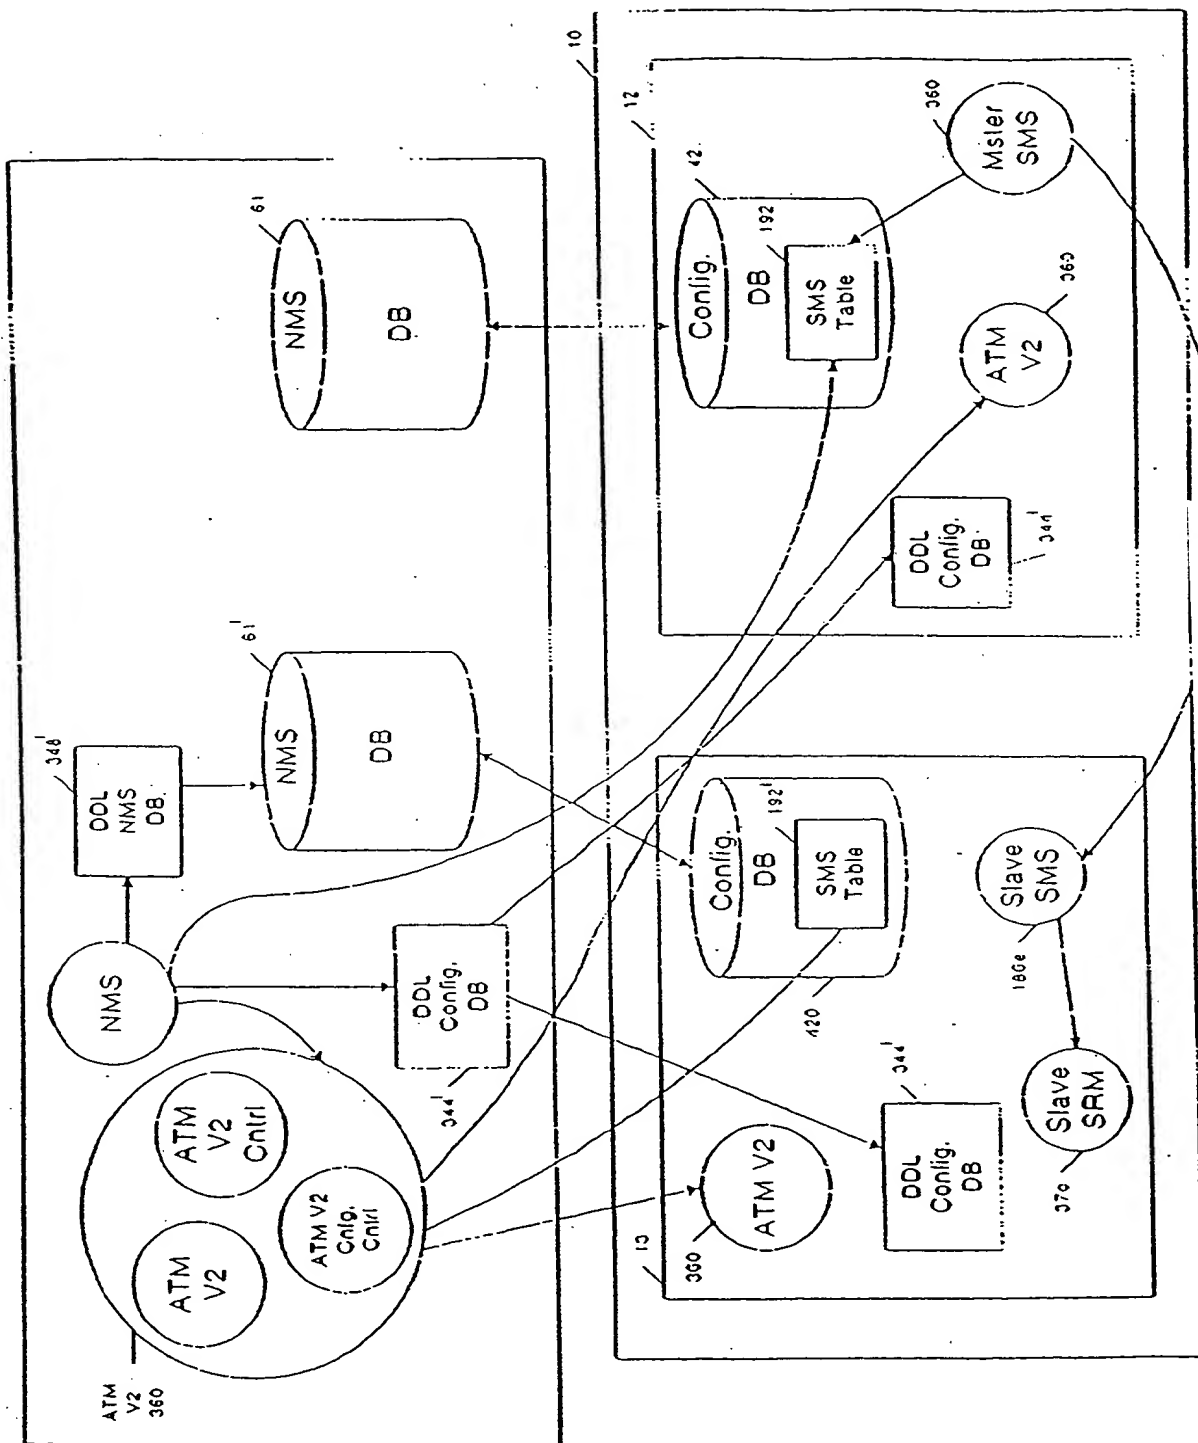 ATM
V2
360
ATM
V2
ATM
V2
Cntrl
ATM V2
Cnfg.
Cntrl
NMS
DDL
NMS
DB
348'
DDL
Config.
DB
344'
NMS
DB
61'
NMS
DB
61
10
13
ATM V2
360
DDL
Config.
DB
344'
Config.
DB
SMS
Table
192'
420
Slave
SMS
180e
Slave
SRM
37e
12
Config.
DB
SMS
Table
192
42
DDL
Config.
DB
344'
ATM
V2
360
Mster
SMS
360